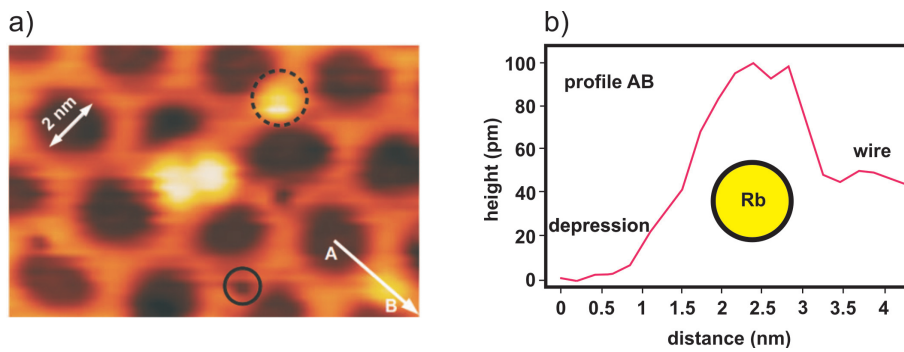 a)
2 nm
A
B
b)
height (pm)
100
80
60
40
20
0
profile AB
depression
Rb
wire
0 0.5 1 1.5 2 2.5 3 3.5 4
distance (nm)